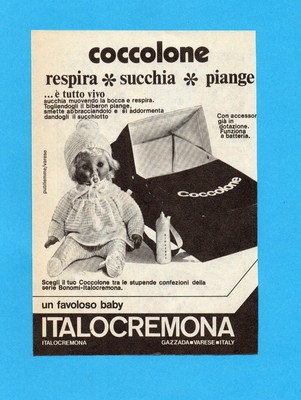 coccolone
respira * succhia * piange
...è tutto vivo
succhia muovendo la bocca e respira.
Togliendogli il biberon piange,
smette abbracciandolo e si addormenta
dandogli il succhiotto
Con accessori
già in
dotazione.
Funziona
a batteria.
Coccolone
Scegli il tuo Coccolone tra le stupende confezioni della
serie Bonomi-Italocremona.
un favoloso baby
ITALOCREMONA
ITALOCREMONA GAZZADA■VARESE■ITALY